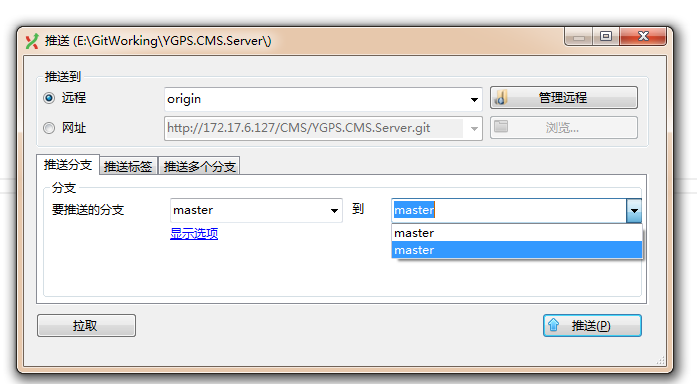 推送 (E:\GitWorking\YGPS.CMS.Server\)
推送到
远程 origin 管理远程
网址 http://172.17.6.127/CMS/YGPS.CMS.Server.git 浏览...
推送分支 推送标签 推送多个分支
分支
要推送的分支 master 到 master
显示选项 master
master
拉取 推送(P)